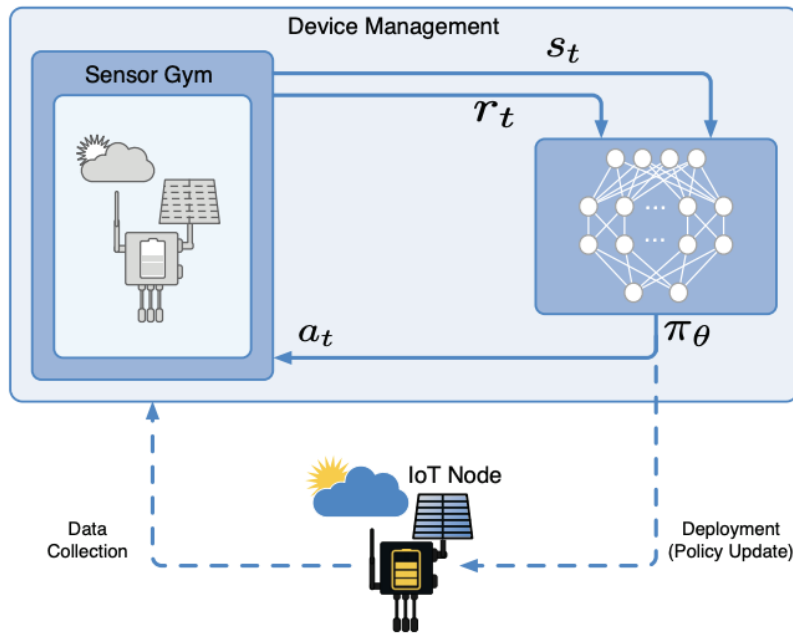 Device Management
Sensor Gym
s_t
r_t
... 
...
a_t
π_θ
IoT Node
Data
Collection
Deployment
(Policy Update)